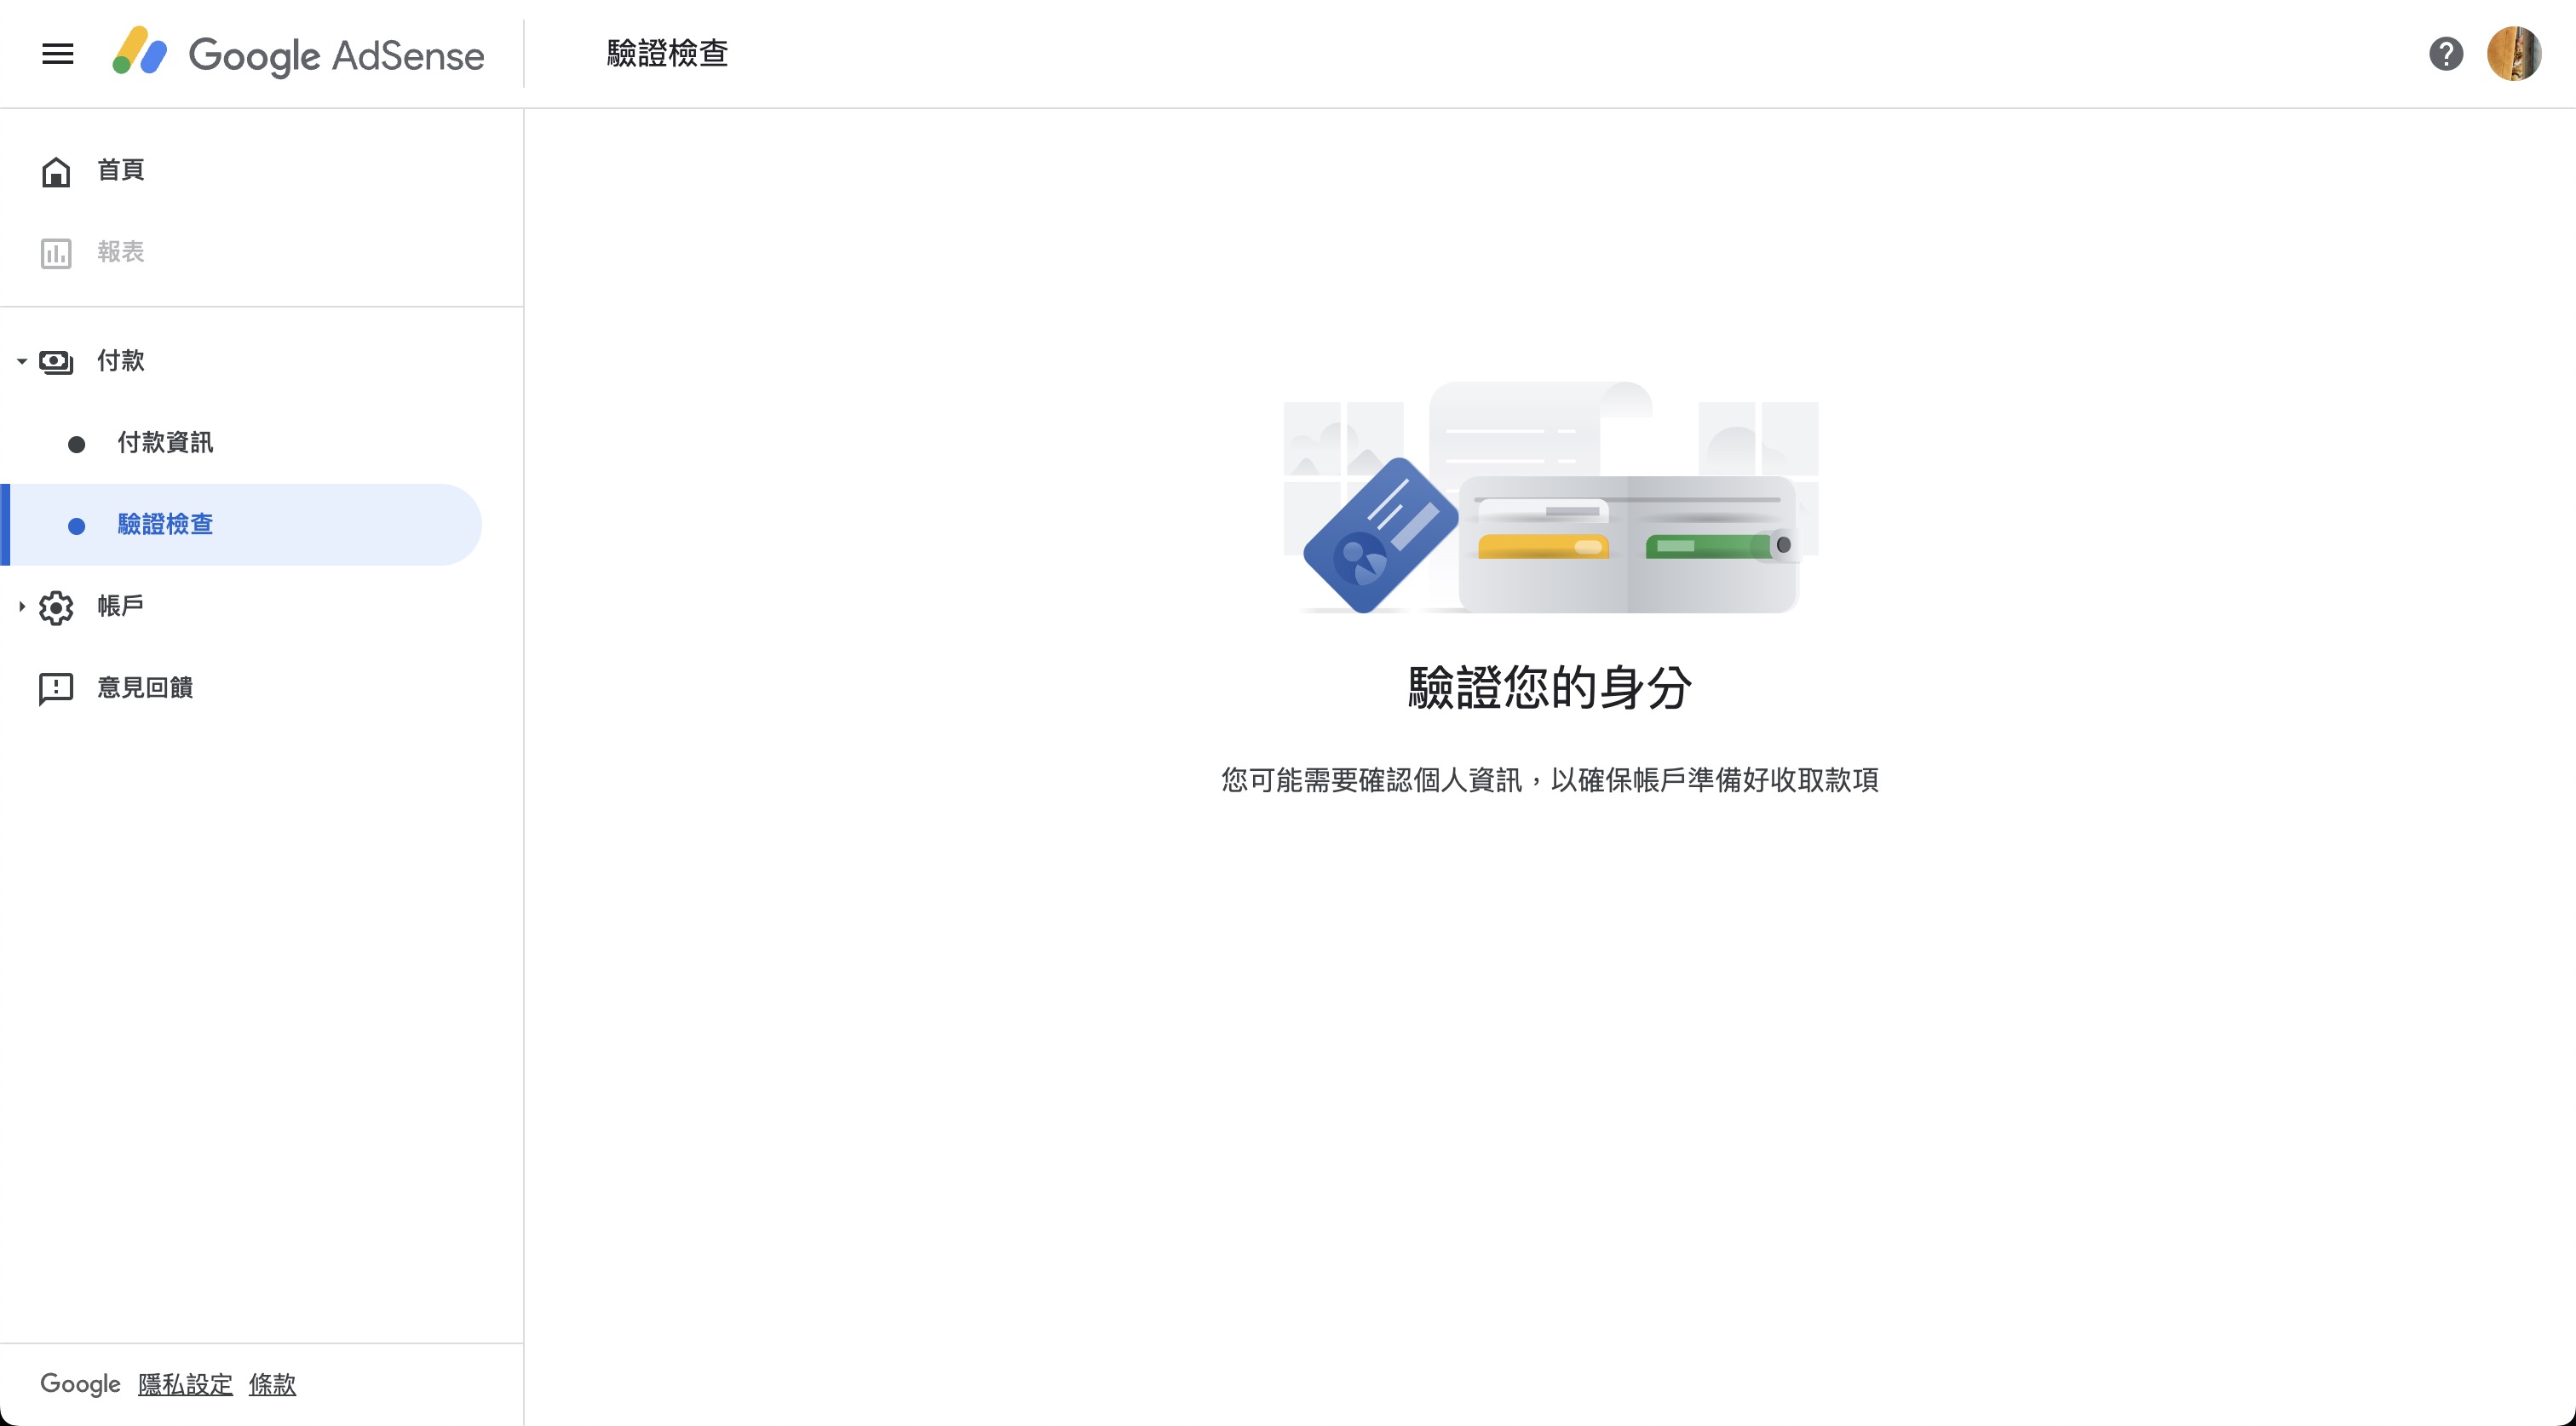 Google AdSense
驗證檢查
首頁
報表
付款
付款資訊
驗證檢查
帳戶
意見回饋
驗證您的身分
您可能需要確認個人資訊，以確保帳戶準備好收取款項
Google 隱私設定 條款